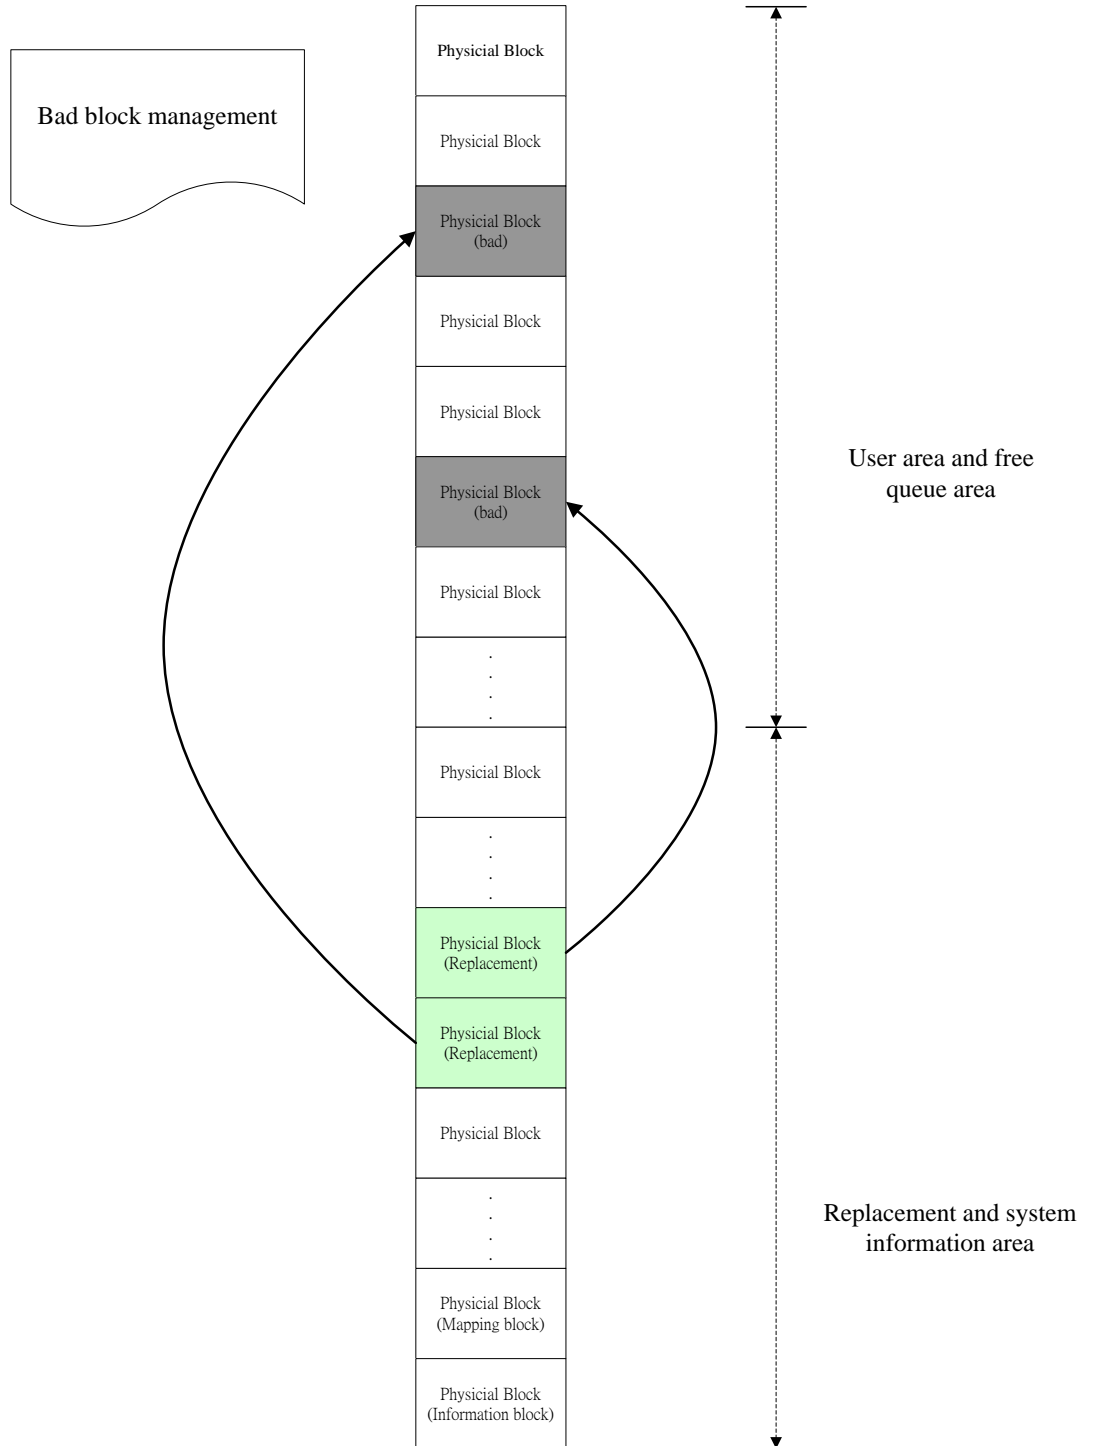 Bad block management
Physicial Block
Physicial Block
Physicial Block
(bad)
Physicial Block
Physicial Block
Physicial Block
(bad)
Physicial Block
.
.
.
.
Physicial Block
.
.
.
.
Physicial Block
(Replacement)
Physicial Block
(Replacement)
Physicial Block
.
.
.
.
Physicial Block
(Mapping block)
Physicial Block
(Information block)
User area and free
queue area
Replacement and system
information area